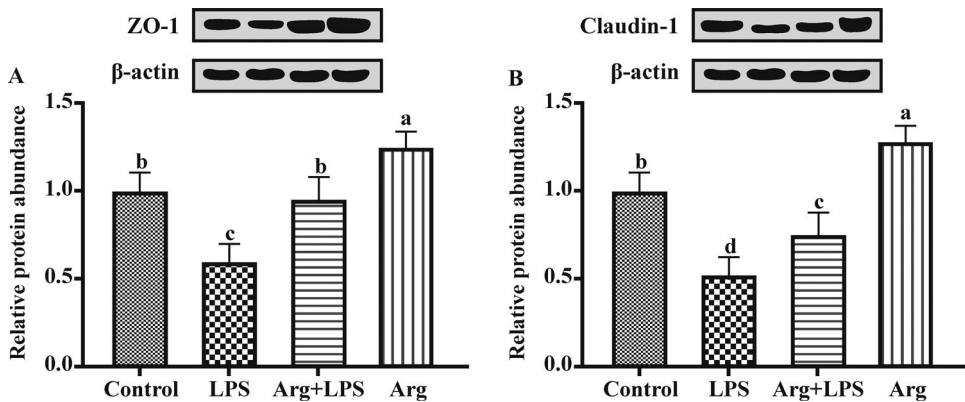 ZO-1
β-actin
A
Relative protein abundance
1.5
1.0
0.5
0.0
b
c
b
a
Control LPS Arg+LPS Arg
Claudin-1
β-actin
B
Relative protein abundance
1.5
1.0
0.5
0.0
b
d
c
a
Control LPS Arg+LPS Arg